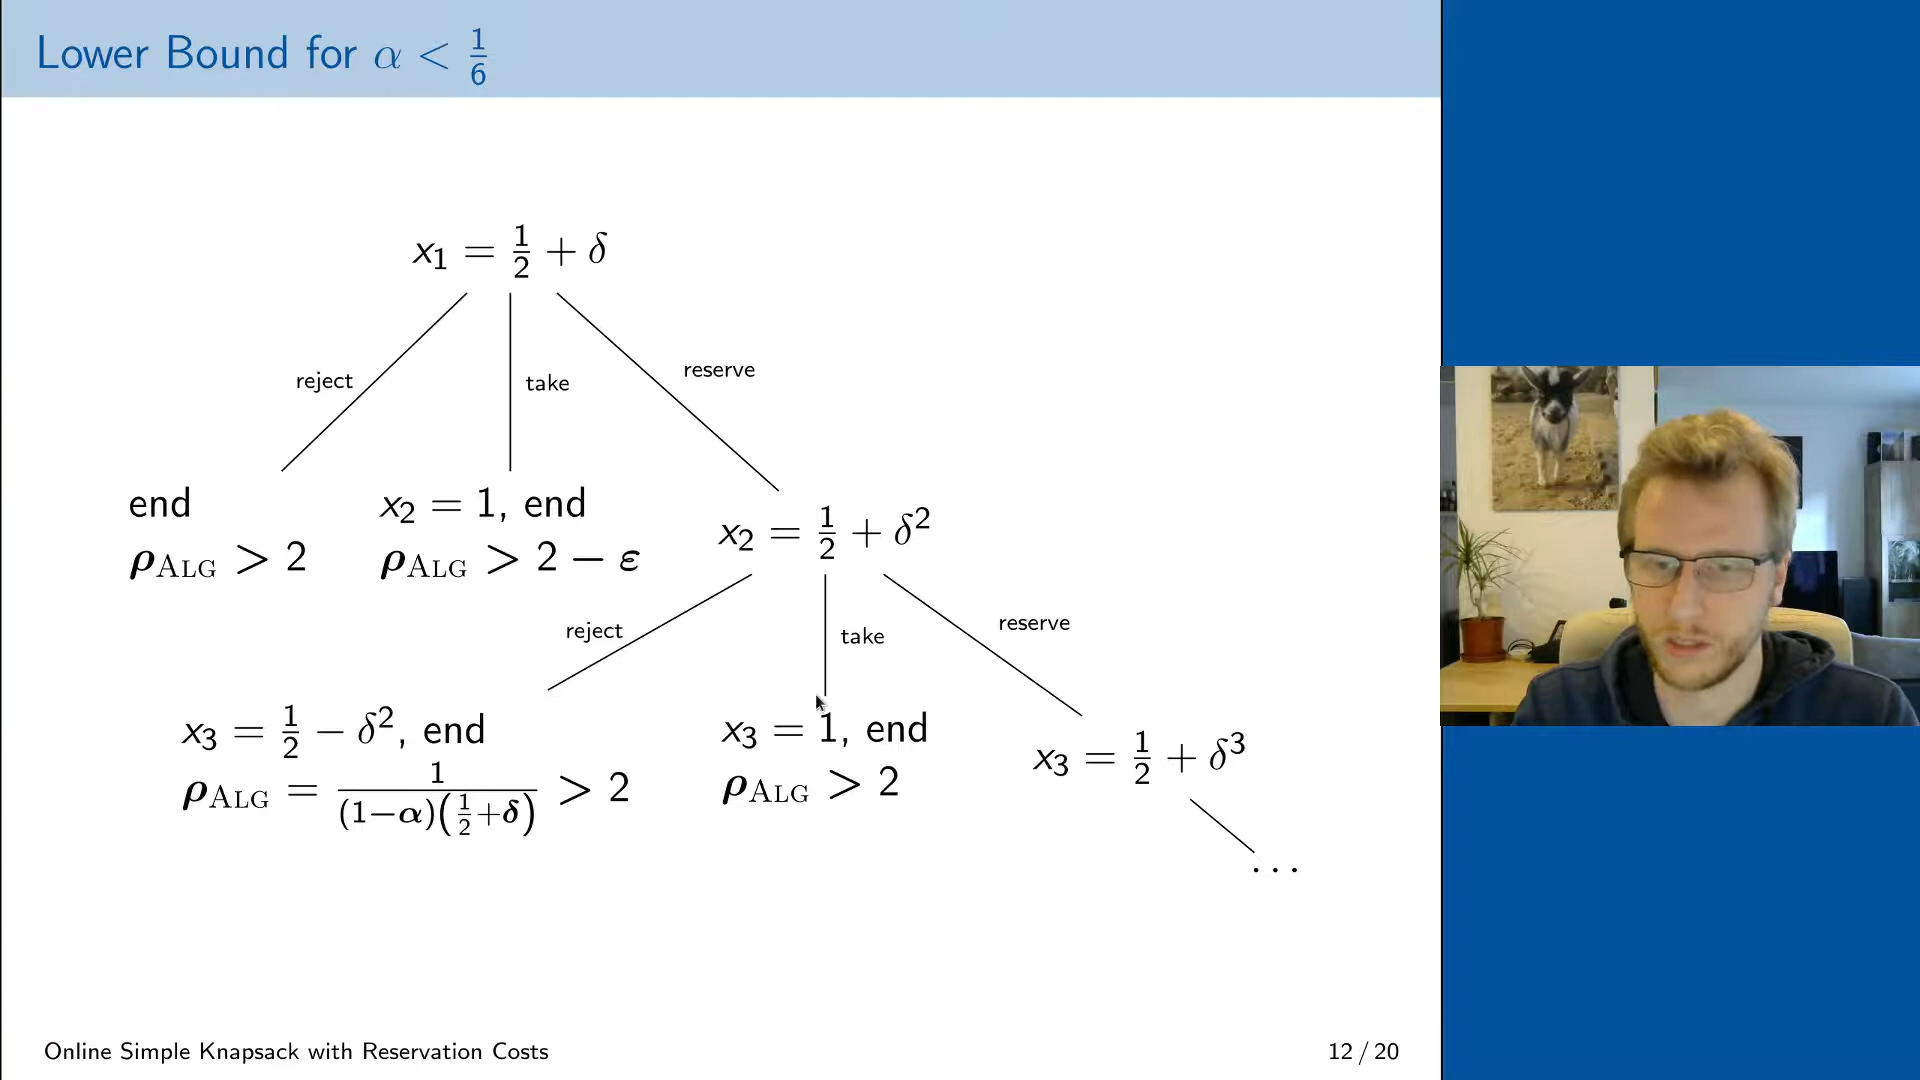 Lower Bound for α < 1/6
x₁ = 1/2 + δ
reject
take
reserve
end
ρ_ALG > 2
x₂ = 1, end
ρ_ALG > 2 − ε
x₂ = 1/2 + δ²
reject
take
reserve
x₃ = 1/2 − δ², end
ρ_ALG = 1/((1−α)(1/2+δ)) > 2
x₃ = 1, end
ρ_ALG > 2
x₃ = 1/2 + δ³
...
Online Simple Knapsack with Reservation Costs
12 / 20